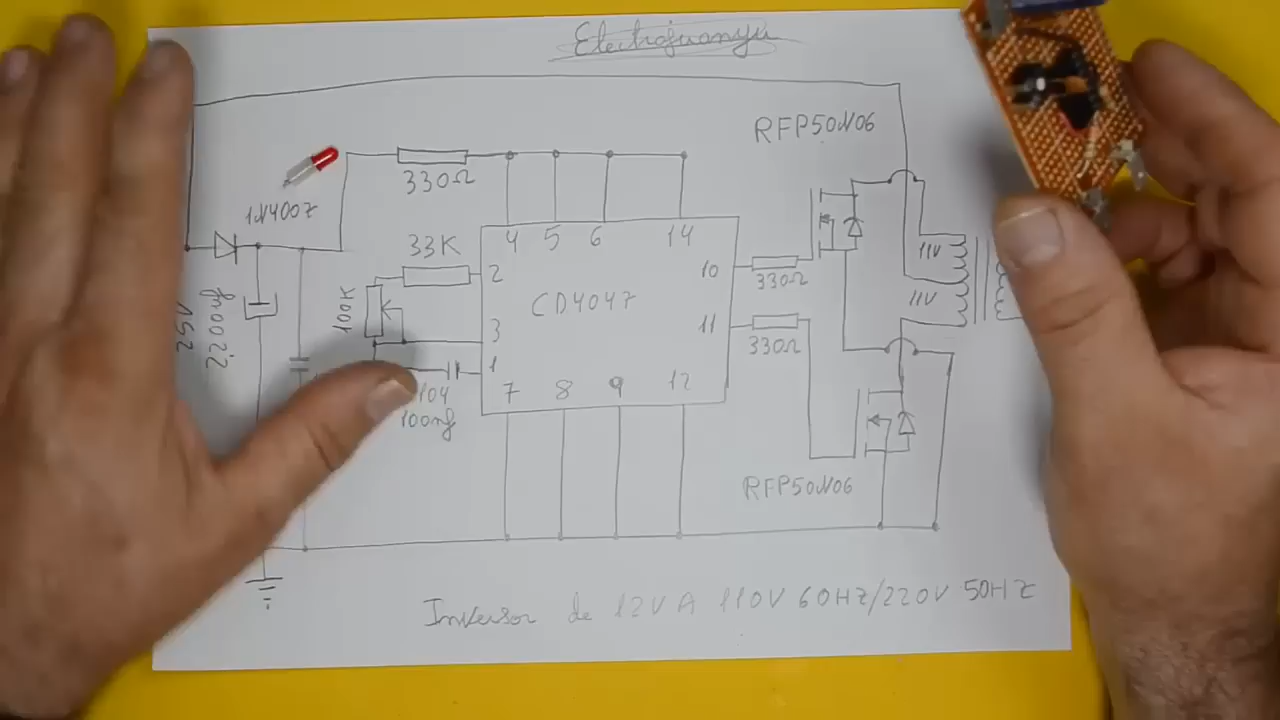 Electrojuanyu
RFP50N06
330Ω
1N4007
4 5 6 14
33K
2
10
11V
330Ω
100K
CD4047
11V
2200uf
3
11
1
330Ω
104
7 8 9 12
100nf
RFP50N06
Inversor de 12V A 110V 60HZ/220V 50HZ